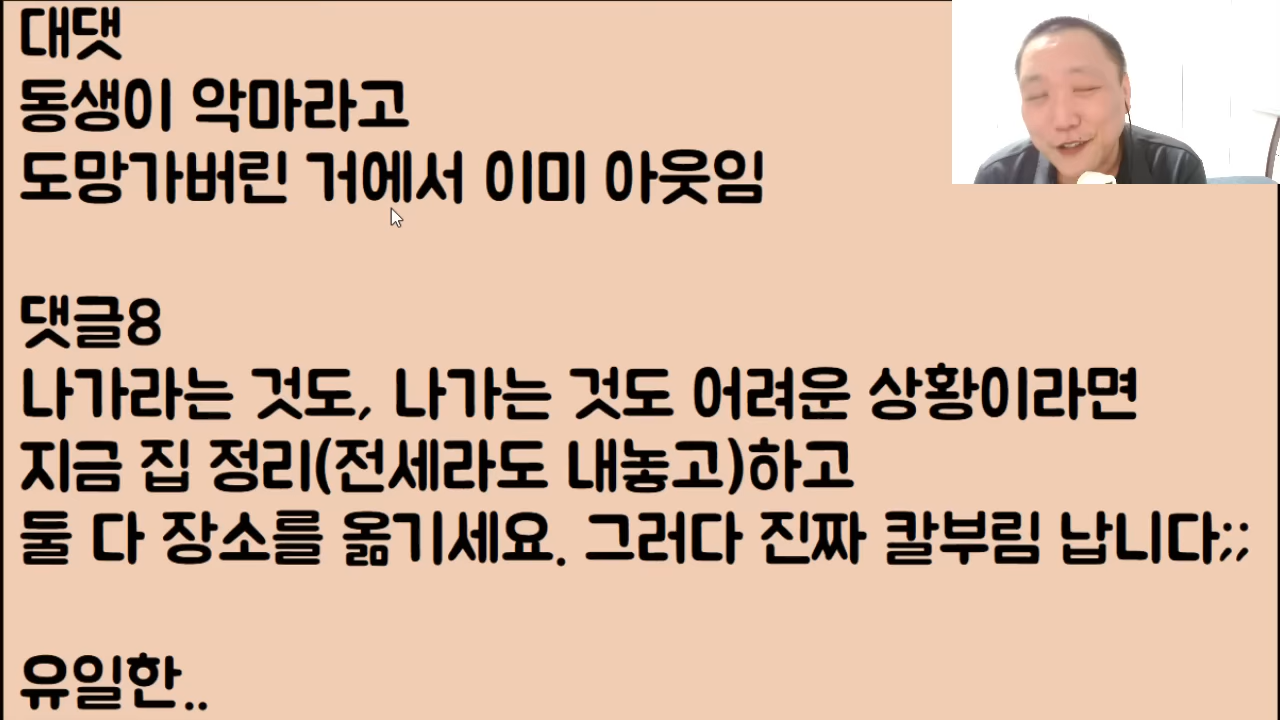 대댓
동생이 악마라고
도망가버린 거에서 이미 아웃임
댓글8
나가라는 것도, 나가는 것도 어려운 상황이라면
지금 집 정리(전세라도 내놓고)하고
둘 다 장소를 옮기세요. 그러다 진짜 칼부림 납니다;;
유일한..